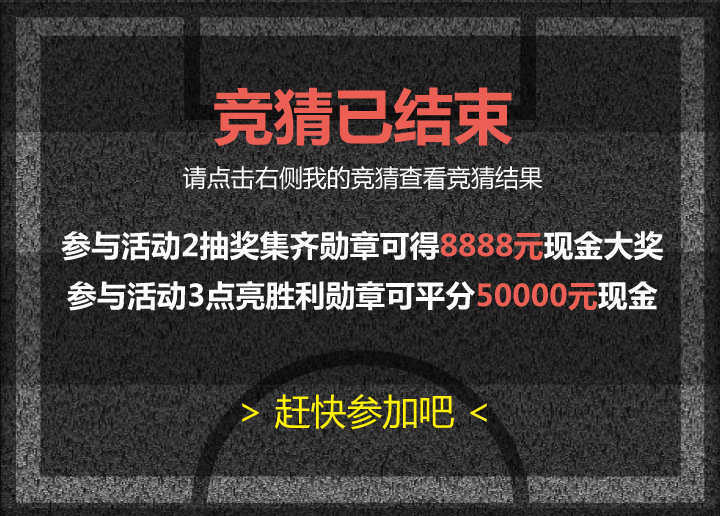 竞猜已结束
请点击右侧我的竞猜查看竞猜结果
参与活动2抽奖集齐勋章可得8888元现金大奖
参与活动3点亮胜利勋章可平分50000元现金
> 赶快参加吧 <